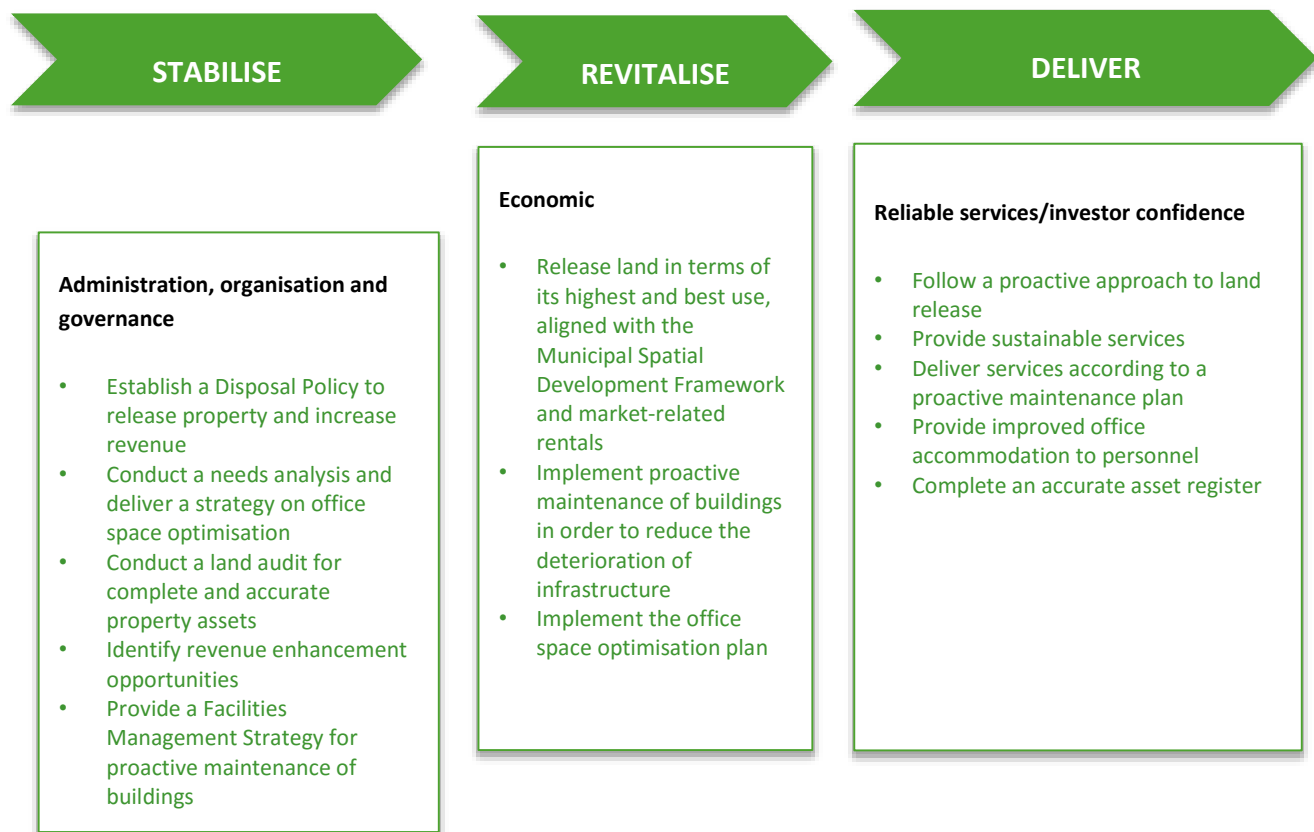 STABILISE
REVITALISE
DELIVER
Administration, organisation and
governance
• Establish a Disposal Policy to
release property and increase
revenue
• Conduct a needs analysis and
deliver a strategy on office
space optimisation
• Conduct a land audit for
complete and accurate
property assets
• Identify revenue enhancement
opportunities
• Provide a Facilities
Management Strategy for
proactive maintenance of
buildings
Economic
• Release land in terms of
its highest and best use,
aligned with the
Municipal Spatial
Development Framework
and market-related
rentals
• Implement proactive
maintenance of buildings
in order to reduce the
deterioration of
infrastructure
• Implement the office
space optimisation plan
Reliable services/investor confidence
• Follow a proactive approach to land
release
• Provide sustainable services
• Deliver services according to a
proactive maintenance plan
• Provide improved office
accommodation to personnel
• Complete an accurate asset register